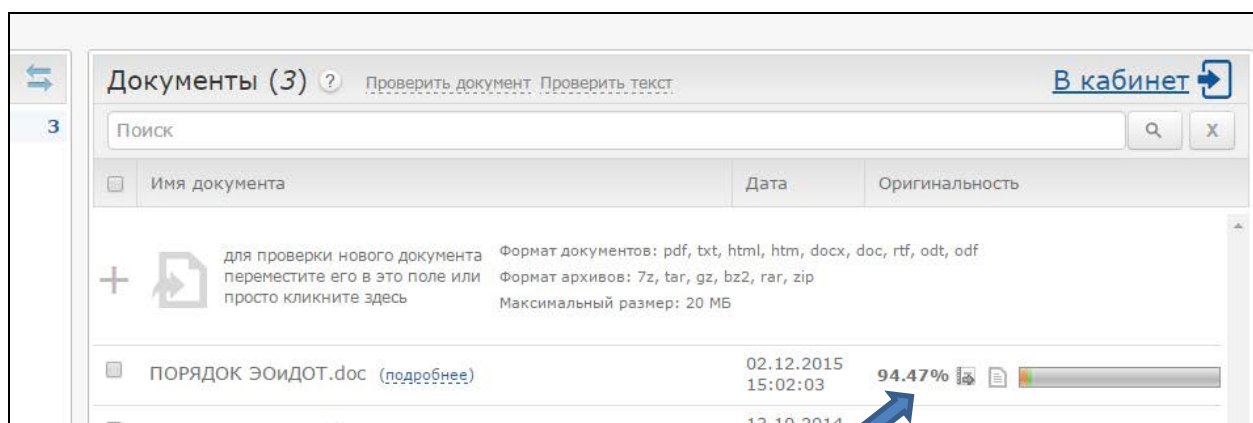 Документы (3) ? Проверить документ Проверить текст В кабинет
3
Поиск X
Имя документа Дата Оригинальность
для проверки нового документа
переместите его в это поле или
просто кликните здесь
Формат документов: pdf, txt, html, htm, docx, doc, rtf, odt, odf
Формат архивов: 7z, tar, gz, bz2, rar, zip
Максимальный размер: 20 МБ
ПОРЯДОК ЭОиДОТ.doc (подробнее) 02.12.2015
15:02:03 94.47%